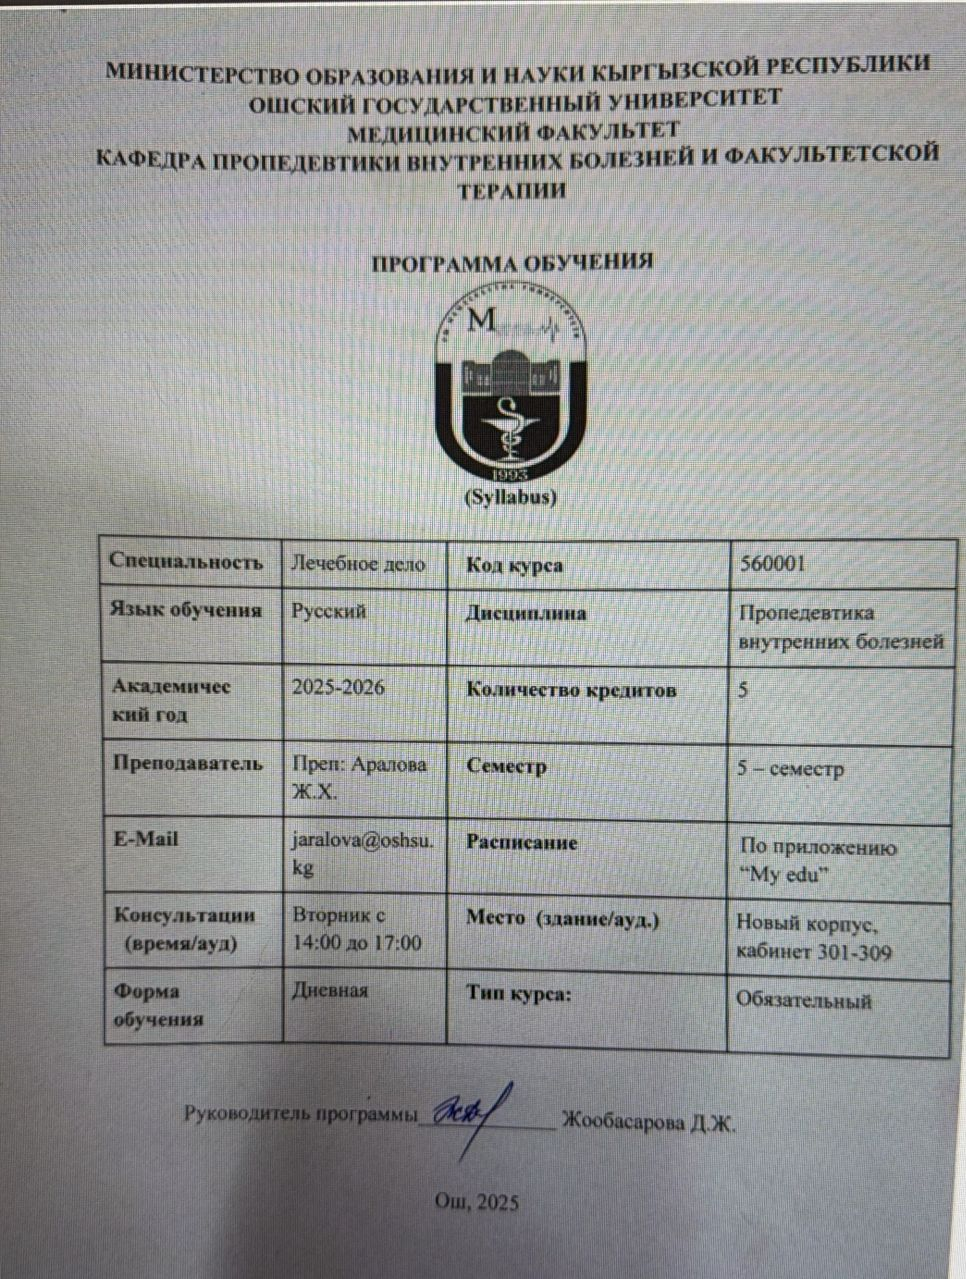 МИНИСТЕРСТВО ОБРАЗОВАНИЯ И НАУКИ КЫРГЫЗСКОЙ РЕСПУБЛИКИ
ОШСКИЙ ГОСУДАРСТВЕННЫЙ УНИВЕРСИТЕТ
МЕДИЦИНСКИЙ ФАКУЛЬТЕТ
КАФЕДРА ПРОПЕДЕВТИКИ ВНУТРЕННИХ БОЛЕЗНЕЙ И ФАКУЛЬТЕТСКОЙ
ТЕРАПИИ
ПРОГРАММА ОБУЧЕНИЯ
М
1993
(Syllabus)
Специальность Лечебное дело Код курса 560001
Язык обучения Русский Дисциплина Пропедевтика
внутренних болезней
Академичес 2025-2026 Количество кредитов 5
кий год
Преподаватель Преп: Аралова Семестр 5 – семестр
Ж.Х.
E-Mail jaralova@oshsu. Расписание По приложению
kg “My edu”
Консультации Вторник с Место (здание/ауд.) Новый корпус,
(время/ауд) 14:00 до 17:00 кабинет 301-309
Форма Дневная Тип курса: Обязательный
обучения
Руководитель программы Жообасарова Д.Ж.
Ош, 2025